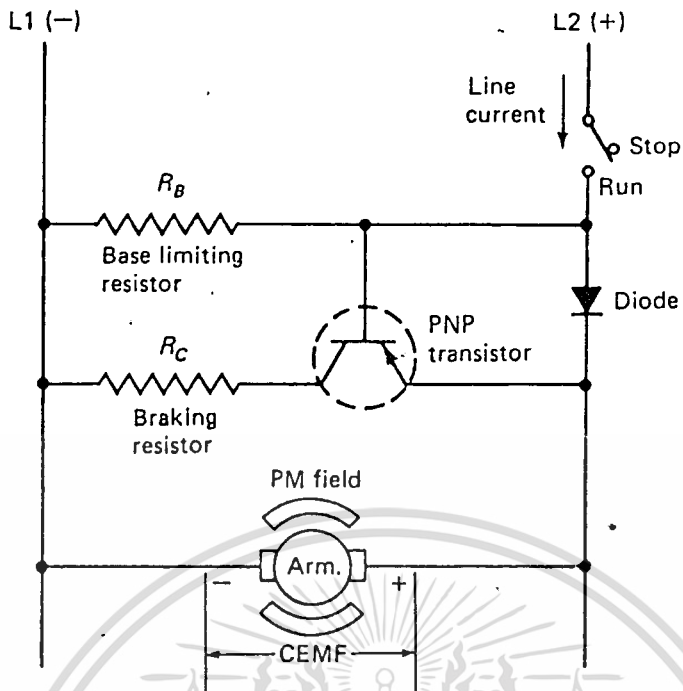 L1 (−)
L2 (+)
Line
current
Stop
Run
R_B
Base limiting
resistor
Diode
PNP
transistor
R_C
Braking
resistor
PM field
Arm.
−
+
CEMF